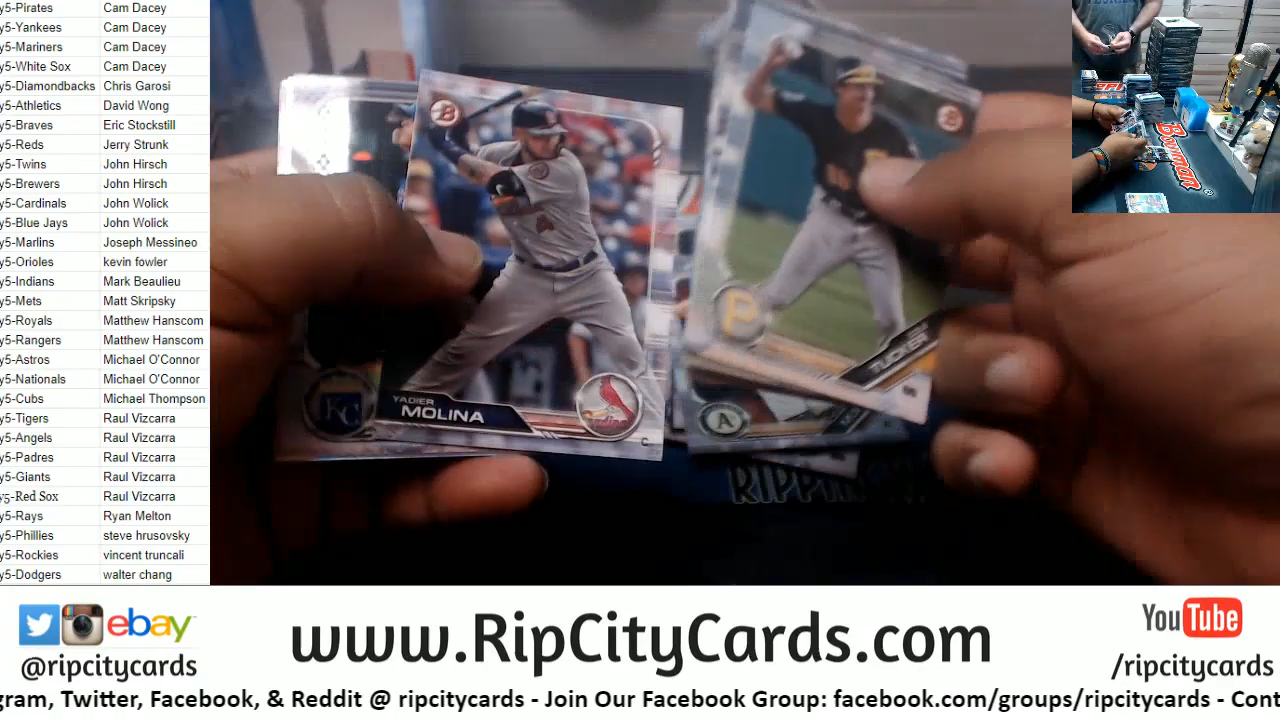 y5-Pirates Cam Dacey
y5-Yankees Cam Dacey
y5-Mariners Cam Dacey
y5-White Sox Cam Dacey
y5-Diamondbacks Chris Garosi
y5-Athletics David Wong
y5-Braves Eric Stockstill
y5-Reds Jerry Strunk
y5-Twins John Hirsch
y5-Brewers John Hirsch
y5-Cardinals John Wolick
y5-Blue Jays John Wolick
y5-Marlins Joseph Messineo
y5-Orioles kevin fowler
y5-Indians Mark Beaulieu
y5-Mets Matt Skripsky
y5-Royals Matthew Hanscom
y5-Rangers Matthew Hanscom
y5-Astros Michael O'Connor
y5-Nationals Michael O'Connor
y5-Cubs Michael Thompson
y5-Tigers Raul Vizcarra
y5-Angels Raul Vizcarra
y5-Padres Raul Vizcarra
y5-Giants Raul Vizcarra
y5-Red Sox Raul Vizcarra
y5-Rays Ryan Melton
y5-Phillies steve hrusovsky
y5-Rockies vincent truncali
y5-Dodgers walter chang
4
YADIER
MOLINA
C
KC
P
TUCKER
A
Bowman
ebay
@ripcitycards
www.RipCityCards.com
YouTube
/ripcitycards
gram, Twitter, Facebook, & Reddit @ ripcitycards - Join Our Facebook Group: facebook.com/groups/ripcitycards - Cont